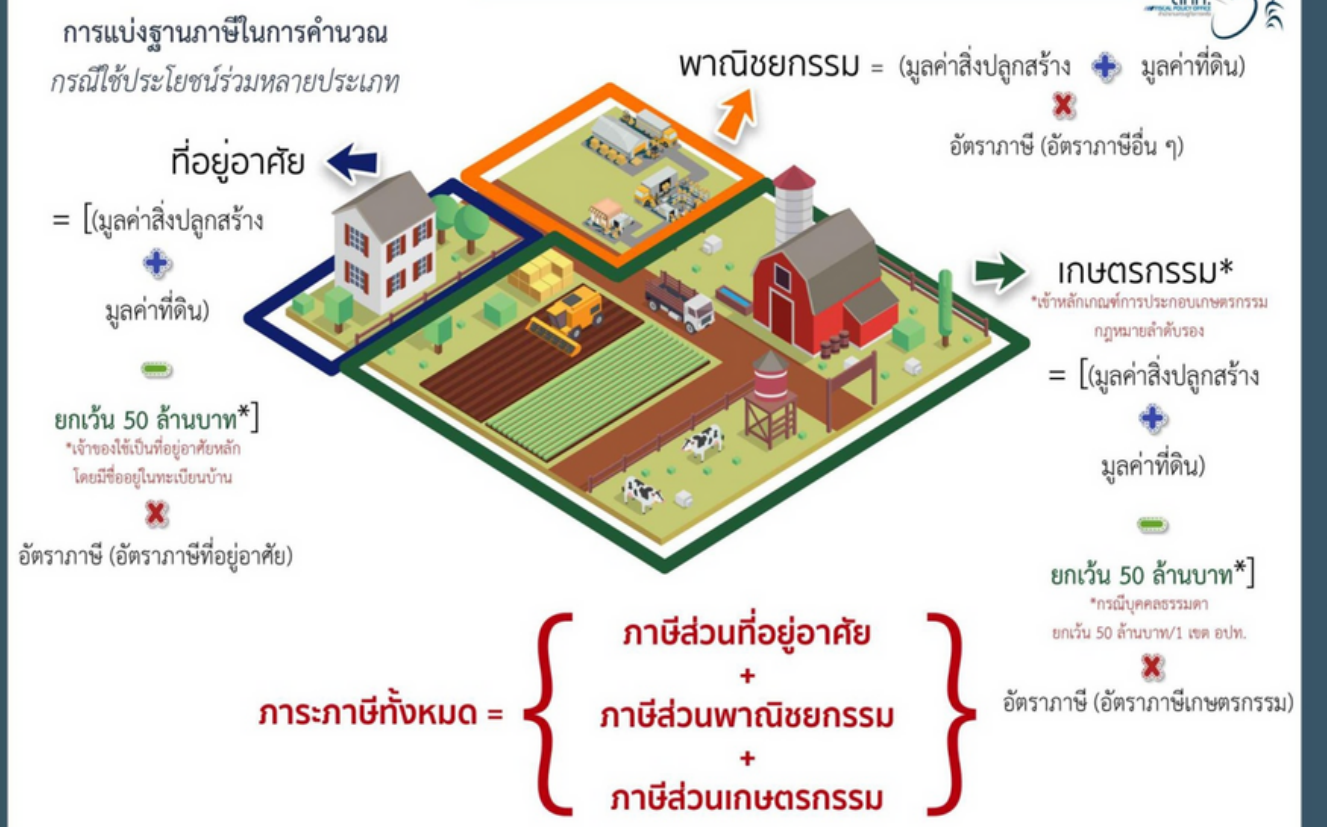 การแบ่งฐานภาษีในการคำนวณ
กรณีใช้ประโยชน์ร่วมหลายประเภท
สศค.
FISCAL POLICY OFFICE
พาณิชยกรรม = (มูลค่าสิ่งปลูกสร้าง + มูลค่าที่ดิน)
x
อัตราภาษี (อัตราภาษีอื่น ๆ)
ที่อยู่อาศัย
= [(มูลค่าสิ่งปลูกสร้าง
+
มูลค่าที่ดิน)
-
ยกเว้น 50 ล้านบาท*]
*เจ้าของใช้เป็นที่อยู่อาศัยหลัก
โดยมีชื่ออยู่ในทะเบียนบ้าน
x
อัตราภาษี (อัตราภาษีที่อยู่อาศัย)
เกษตรกรรม*
*เข้าหลักเกณฑ์การประกอบเกษตรกรรม
กฎหมายลำดับรอง
= [(มูลค่าสิ่งปลูกสร้าง
+
มูลค่าที่ดิน)
-
ยกเว้น 50 ล้านบาท*]
*กรณีบุคคลธรรมดา
ยกเว้น 50 ล้านบาท/1 เขต อปท.
x
อัตราภาษี (อัตราภาษีเกษตรกรรม)
ภาระภาษีทั้งหมด = {
ภาษีส่วนที่อยู่อาศัย
+
ภาษีส่วนพาณิชยกรรม
+
ภาษีส่วนเกษตรกรรม
}